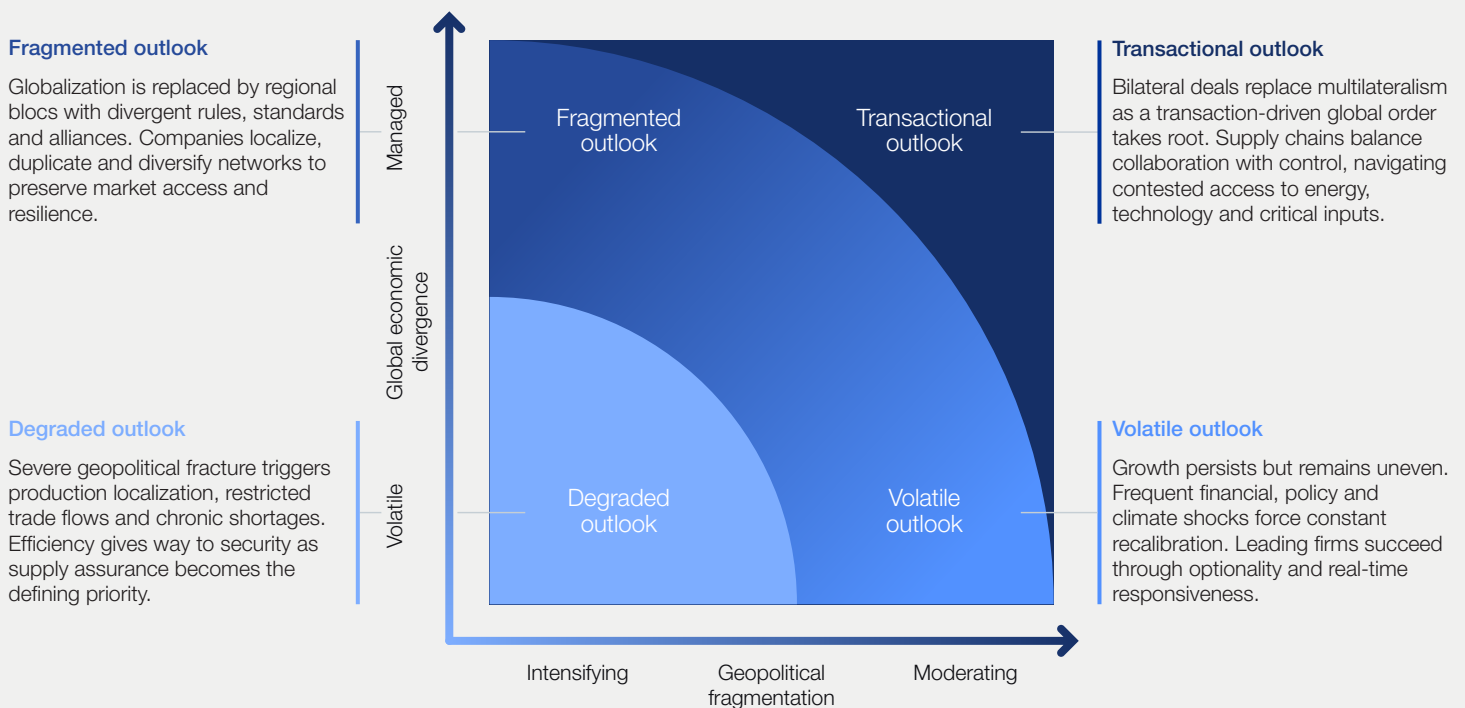 Fragmented outlook
Globalization is replaced by regional
blocs with divergent rules, standards
and alliances. Companies localize,
duplicate and diversify networks to
preserve market access and
resilience.
Degraded outlook
Severe geopolitical fracture triggers
production localization, restricted
trade flows and chronic shortages.
Efficiency gives way to security as
supply assurance becomes the
defining priority.
Managed
Global economic
divergence
Volatile
Fragmented
outlook
Transactional
outlook
Degraded
outlook
Volatile
outlook
Intensifying
Geopolitical
fragmentation
Moderating
Transactional outlook
Bilateral deals replace multilateralism
as a transaction-driven global order
takes root. Supply chains balance
collaboration with control, navigating
contested access to energy,
technology and critical inputs.
Volatile outlook
Growth persists but remains uneven.
Frequent financial, policy and
climate shocks force constant
recalibration. Leading firms succeed
through optionality and real-time
responsiveness.